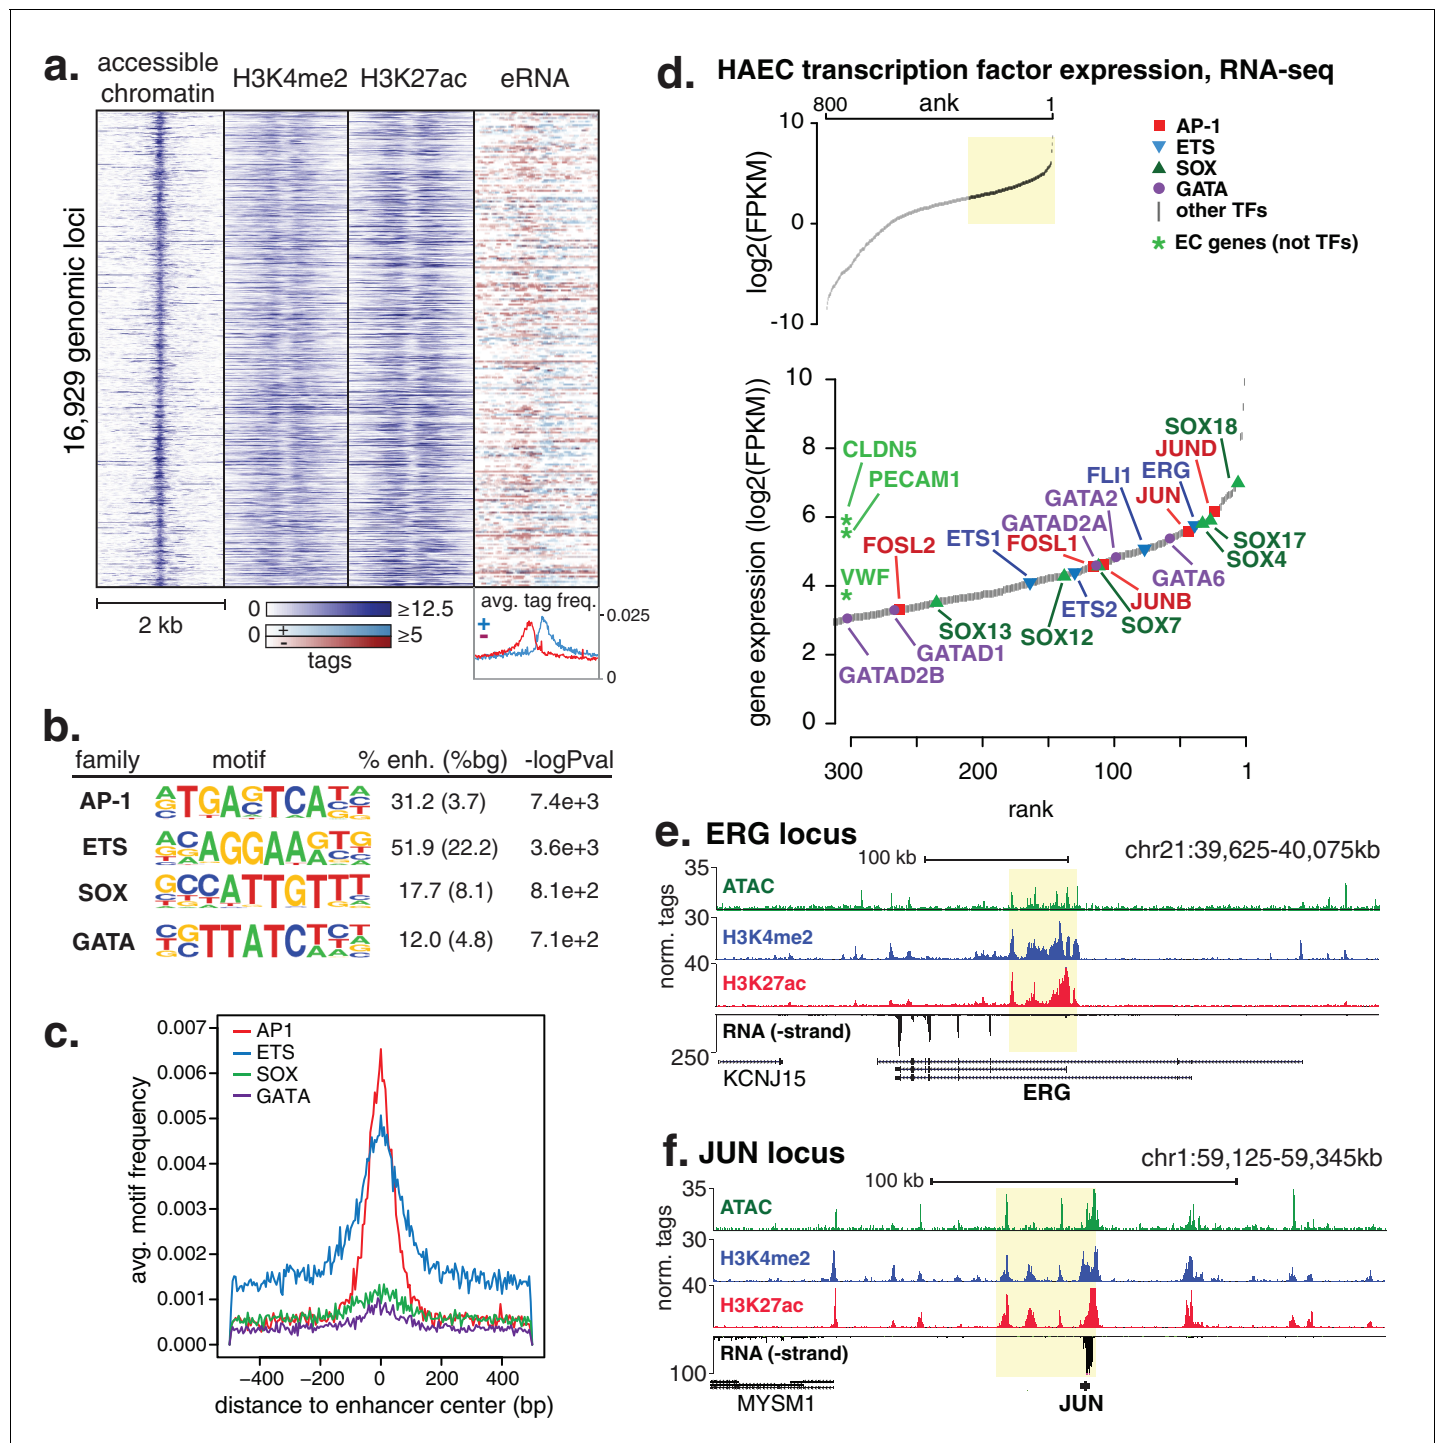 a.
accessible
chromatin
H3K4me2
H3K27ac
eRNA
16,929 genomic loci
2 kb
0
≥12.5
0
+
-
≥5
tags
avg. tag freq.
+
-
0.025
0
b.
family motif % enh. (%bg) -logPval
AP-1 31.2 (3.7) 7.4e+3
ETS 51.9 (22.2) 3.6e+3
SOX 17.7 (8.1) 8.1e+2
GATA 12.0 (4.8) 7.1e+2
c.
AP1
ETS
SOX
GATA
avg. motif frequency
0.007
0.006
0.005
0.004
0.003
0.002
0.001
0.000
−400 −200 0 200 400
distance to enhancer center (bp)
d. HAEC transcription factor expression, RNA-seq
800 ank 1
log2(FPKM)
10
0
-10
AP-1
ETS
SOX
GATA
| other TFs
* EC genes (not TFs)
gene expression (log2(FPKM))
10
8
6
4
2
0
CLDN5
PECAM1
VWF
SOX18
JUND
ERG
FLI1
JUN
GATA2
GATAD2A
ETS1
FOSL1
FOSL2
SOX17
SOX4
GATA6
JUNB
ETS2
SOX7
SOX12
SOX13
GATAD1
GATAD2B
300 200 100 1
rank
e. ERG locus
100 kb
chr21:39,625-40,075kb
norm. tags
35
ATAC
30
H3K4me2
40
H3K27ac
RNA (-strand)
250
KCNJ15
ERG
f. JUN locus
100 kb
chr1:59,125-59,345kb
norm. tags
35
ATAC
30
H3K4me2
40
H3K27ac
RNA (-strand)
100
MYSM1
JUN